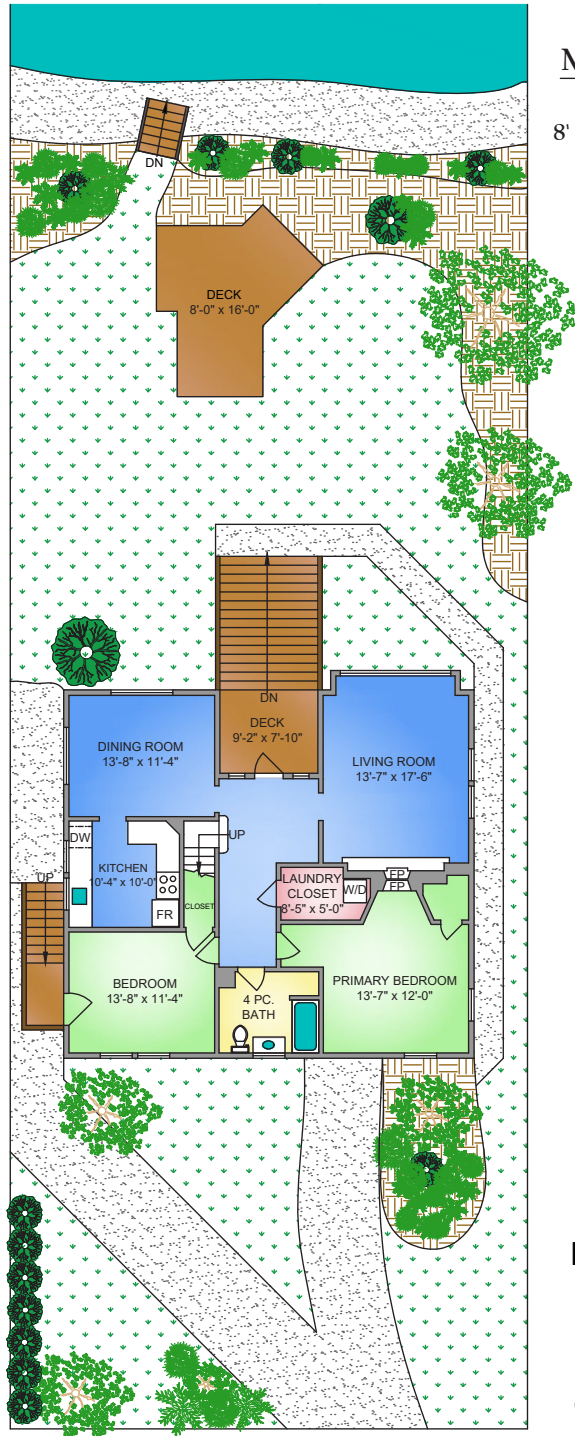 M
8'
DN
DECK
8'-0" x 16'-0"
DN
DECK
9'-2" x 7'-10"
DINING ROOM
13'-8" x 11'-4"
LIVING ROOM
13'-7" x 17'-6"
DW
UP
KITCHEN
10'-4" x 10'-0"
FP
FP
UP
LAUNDRY
CLOSET
8'-5" x 5'-0"
W/D
CLOSET
FR
BEDROOM
13'-8" x 11'-4"
PRIMARY BEDROOM
13'-7" x 12'-0"
4 PC.
BATH